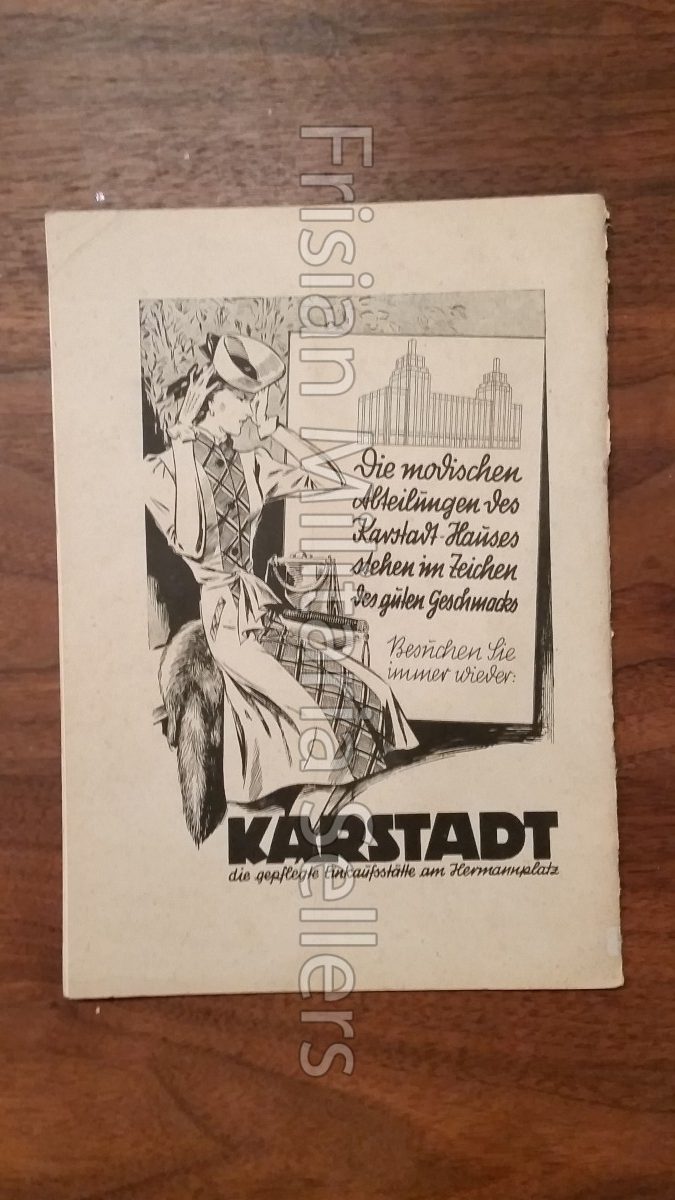 Die modischen
Abteilungen des
Karstadt-Hauses
stehen im Zeichen
des guten Geschmacks
Besuchen Sie
immer wieder:
KARSTADT
die gepflegte Einkaufsstätte am Hermannplatz
Frisian Militaria Sellers